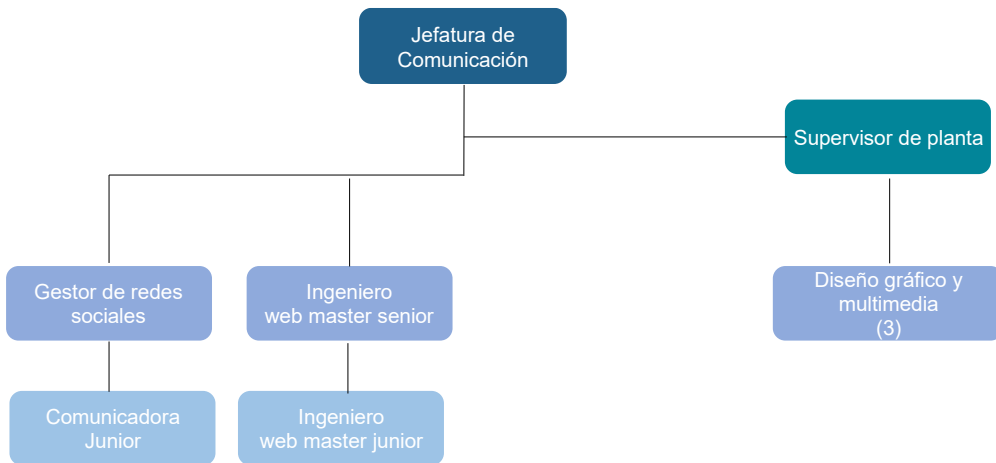 Jefatura de
Comunicación
Supervisor de planta
Gestor de redes
sociales
Ingeniero
web master senior
Diseño gráfico y
multimedia
(3)
Comunicadora
Junior
Ingeniero
web master junior